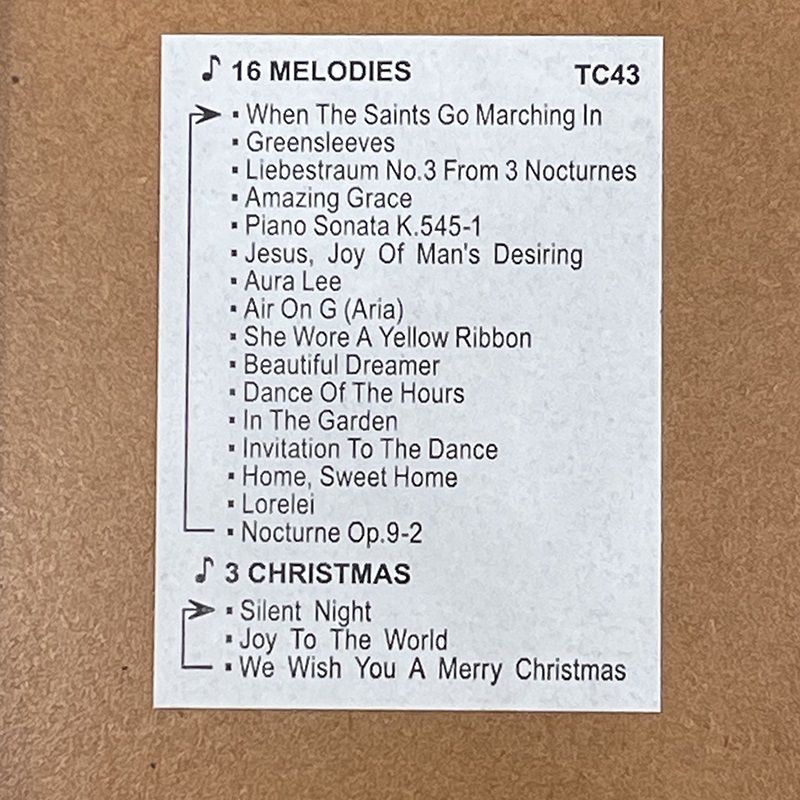 ♪ 16 MELODIES TC43
▪ When The Saints Go Marching In
▪ Greensleeves
▪ Liebestraum No.3 From 3 Nocturnes
▪ Amazing Grace
▪ Piano Sonata K.545-1
▪ Jesus, Joy Of Man's Desiring
▪ Aura Lee
▪ Air On G (Aria)
▪ She Wore A Yellow Ribbon
▪ Beautiful Dreamer
▪ Dance Of The Hours
▪ In The Garden
▪ Invitation To The Dance
▪ Home, Sweet Home
▪ Lorelei
▪ Nocturne Op.9-2
♪ 3 CHRISTMAS
▪ Silent Night
▪ Joy To The World
▪ We Wish You A Merry Christmas